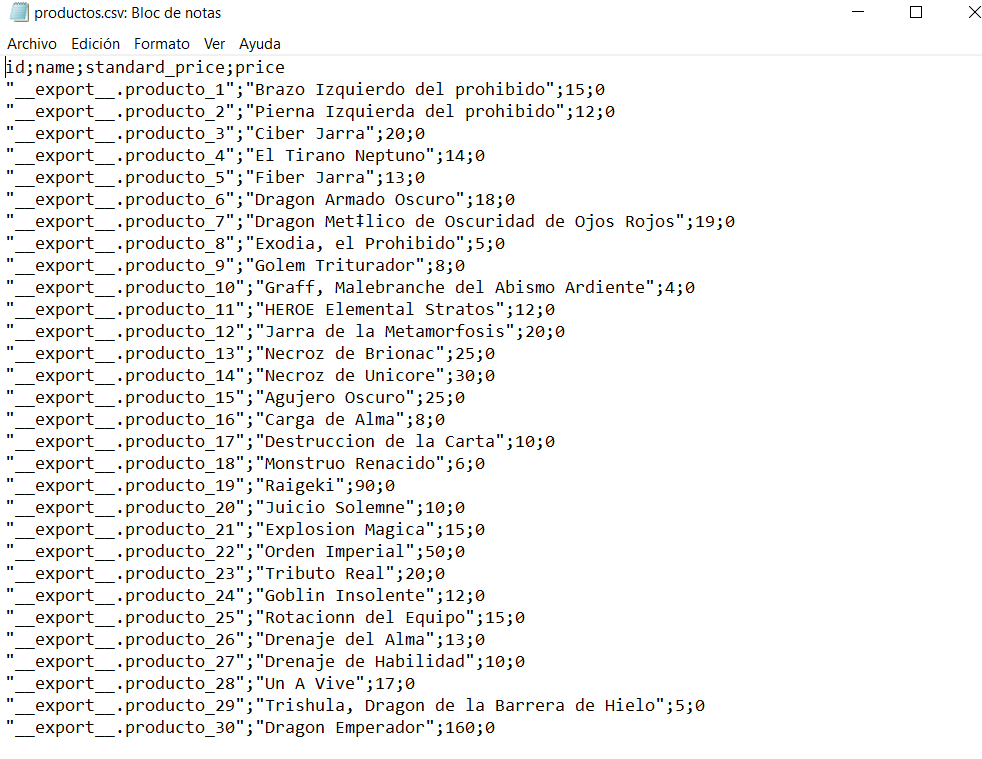 productos.csv: Bloc de notas
Archivo Edición Formato Ver Ayuda
id;name;standard_price;price
"__export__.producto_1";"Brazo Izquierdo del prohibido";15;0
"__export__.producto_2";"Pierna Izquierda del prohibido";12;0
"__export__.producto_3";"Ciber Jarra";20;0
"__export__.producto_4";"El Tirano Neptuno";14;0
"__export__.producto_5";"Fiber Jarra";13;0
"__export__.producto_6";"Dragon Armado Oscuro";18;0
"__export__.producto_7";"Dragon Met‡lico de Oscuridad de Ojos Rojos";19;0
"__export__.producto_8";"Exodia, el Prohibido";5;0
"__export__.producto_9";"Golem Triturador";8;0
"__export__.producto_10";"Graff, Malebranche del Abismo Ardiente";4;0
"__export__.producto_11";"HEROE Elemental Stratos";12;0
"__export__.producto_12";"Jarra de la Metamorfosis";20;0
"__export__.producto_13";"Necroz de Brionac";25;0
"__export__.producto_14";"Necroz de Unicore";30;0
"__export__.producto_15";"Agujero Oscuro";25;0
"__export__.producto_16";"Carga de Alma";8;0
"__export__.producto_17";"Destruccion de la Carta";10;0
"__export__.producto_18";"Monstruo Renacido";6;0
"__export__.producto_19";"Raigeki";90;0
"__export__.producto_20";"Juicio Solemne";10;0
"__export__.producto_21";"Explosion Magica";15;0
"__export__.producto_22";"Orden Imperial";50;0
"__export__.producto_23";"Tributo Real";20;0
"__export__.producto_24";"Goblin Insolente";12;0
"__export__.producto_25";"Rotacionn del Equipo";15;0
"__export__.producto_26";"Drenaje del Alma";13;0
"__export__.producto_27";"Drenaje de Habilidad";10;0
"__export__.producto_28";"Un A Vive";17;0
"__export__.producto_29";"Trishula, Dragon de la Barrera de Hielo";5;0
"__export__.producto_30";"Dragon Emperador";160;0